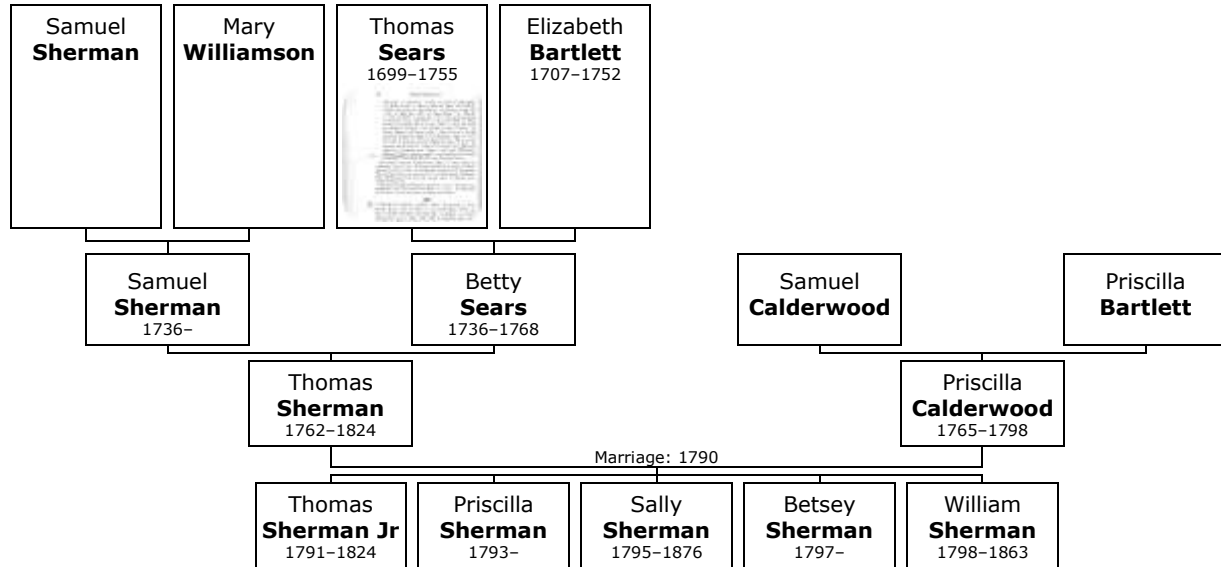 Samuel
Sherman
Mary
Williamson
Thomas
Sears
1699–1755
Elizabeth
Bartlett
1707–1752
Samuel
Sherman
1736–
Betty
Sears
1736–1768
Samuel
Calderwood
Priscilla
Bartlett
Thomas
Sherman
1762–1824
Priscilla
Calderwood
1765–1798
Marriage: 1790
Thomas
Sherman Jr
1791–1824
Priscilla
Sherman
1793–
Sally
Sherman
1795–1876
Betsey
Sherman
1797–
William
Sherman
1798–1863